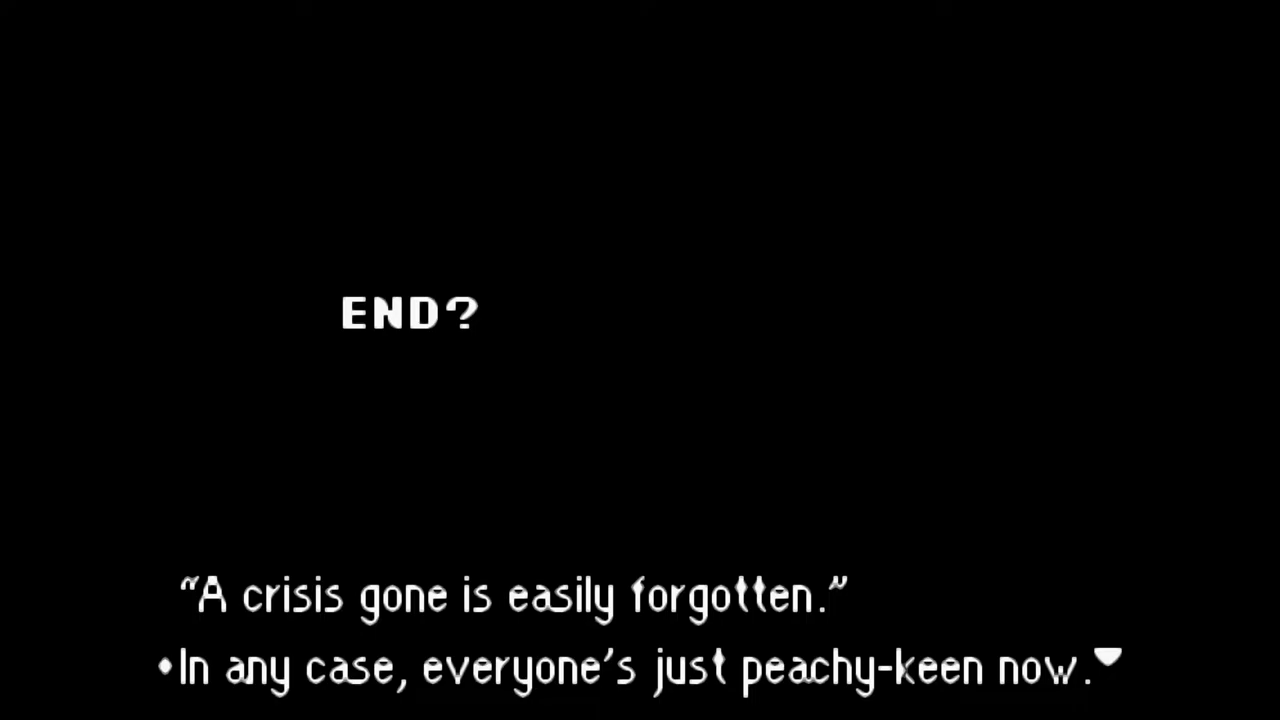 END?
“A crisis gone is easily forgotten.”
•In any case, everyone’s just peachy-keen now.